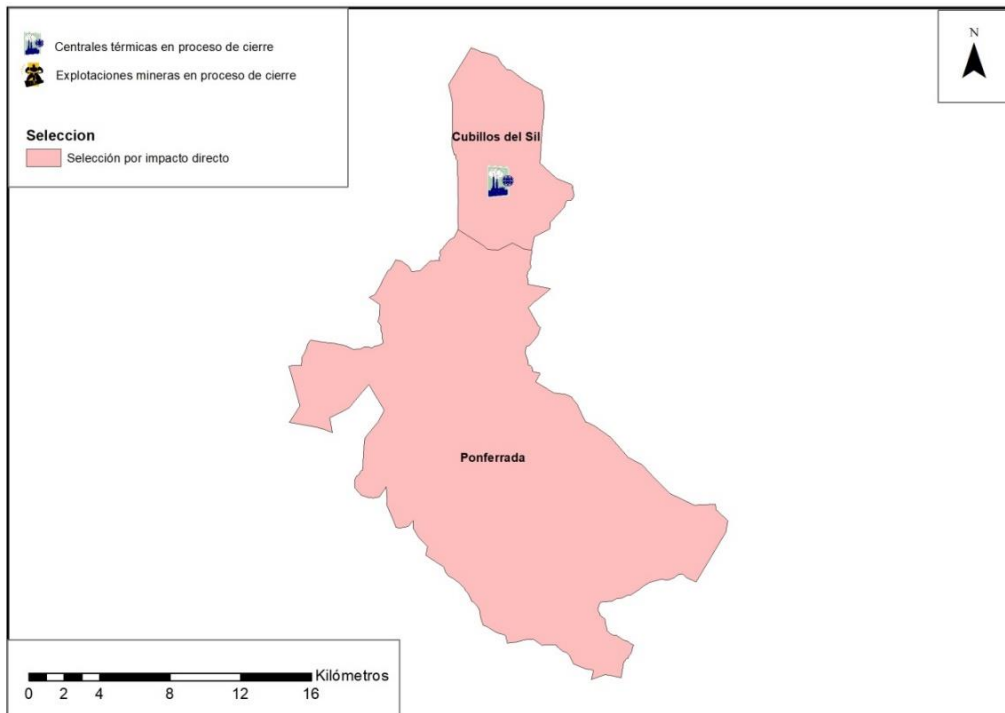 Centrales térmicas en proceso de cierre
Explotaciones mineras en proceso de cierre
Seleccion
Selección por impacto directo
N
Cubillos del Sil
Ponferrada
Kilómetros
0 2 4 8 12 16